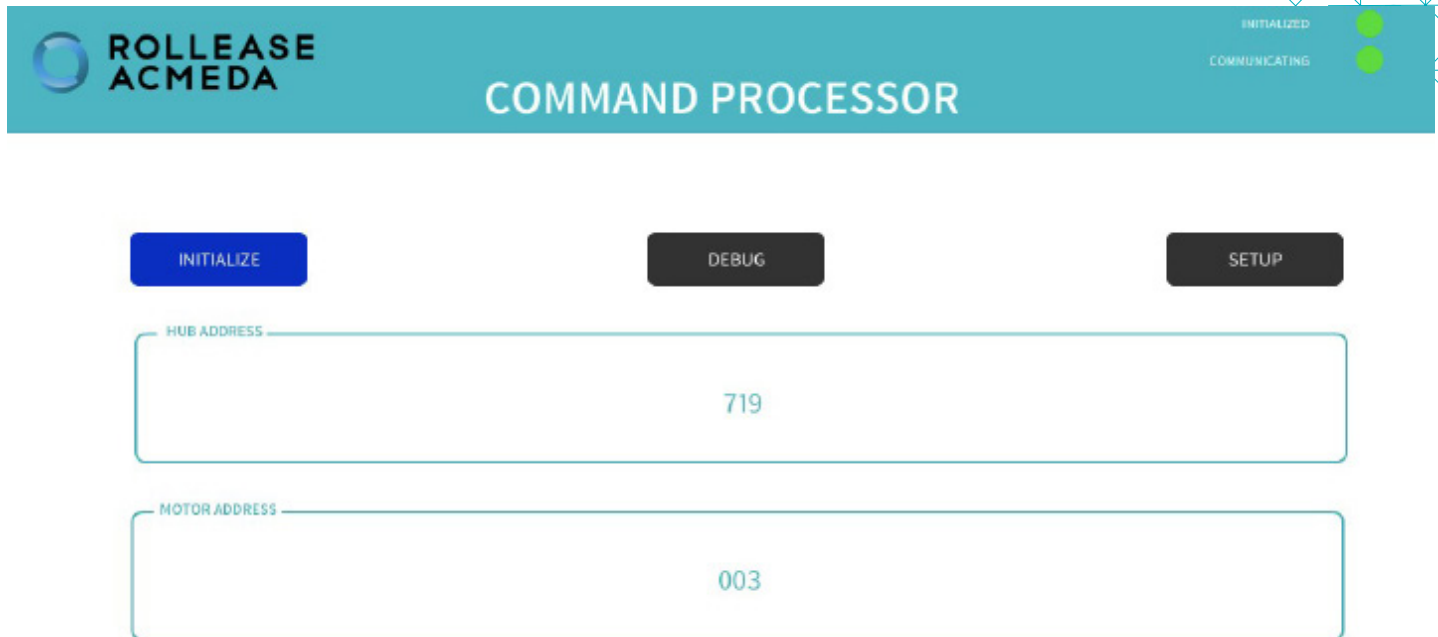 ROLLEASE
ACMEDA
COMMAND PROCESSOR
INITIALIZED
COMMUNICATING
INITIALIZE
DEBUG
SETUP
HUB ADDRESS
719
MOTOR ADDRESS
003